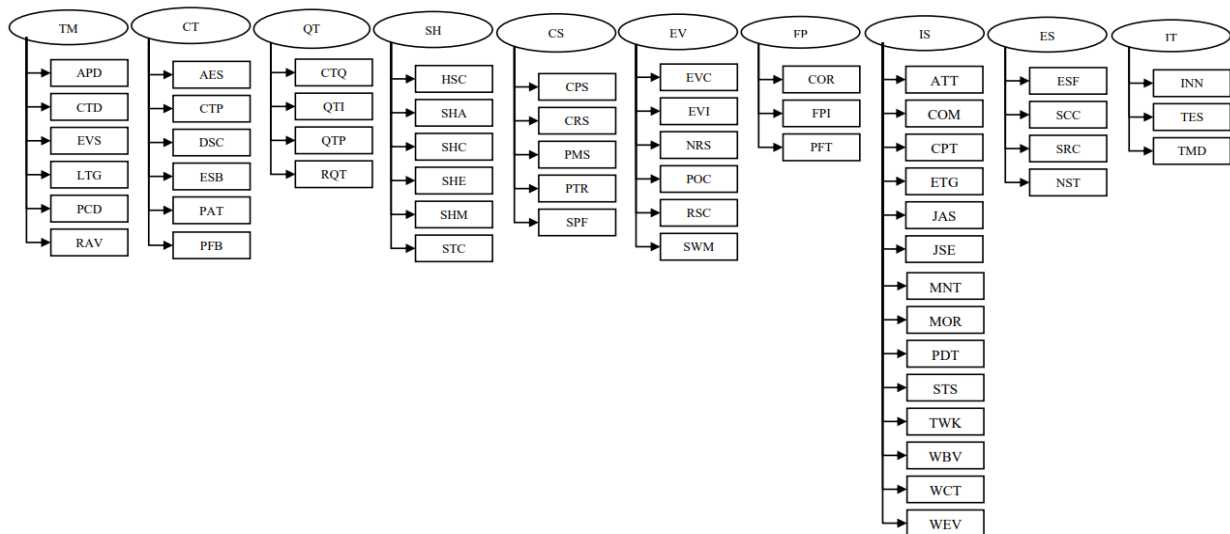 TM
APD
CTD
EVS
LTG
PCD
RAV
CT
AES
CTP
DSC
ESB
PAT
PFB
QT
CTQ
QTI
QTP
RQT
SH
HSC
SHA
SHC
SHE
SHM
STC
CS
CPS
CRS
PMS
PTR
SPF
EV
EVC
EVI
NRS
POC
RSC
SWM
FP
COR
FPI
PFT
IS
ATT
COM
CPT
ETG
JAS
JSE
MNT
MOR
PDT
STS
TWK
WBV
WCT
WEV
ES
ESF
SCC
SRC
NST
IT
INN
TES
TMD